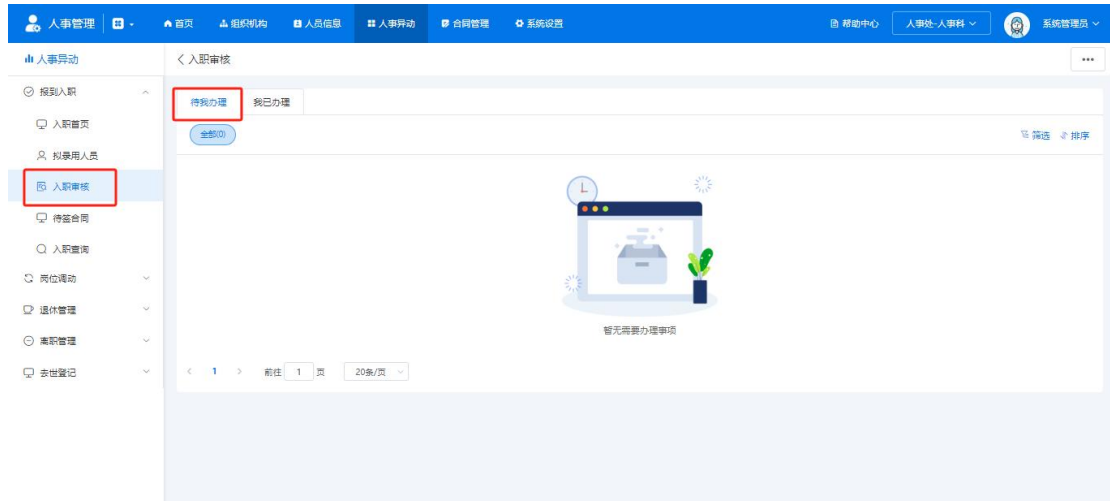 人事管理 首页 组织机构 人员信息 人事异动 合同管理 系统设置 帮助中心 人事处-人事科 系统管理员
人事异动
入职审核
报到入职
待我办理 我已办理
入职首页
全部(0) 筛选 排序
拟录用人员
入职审核
待签合同
入职查询
岗位调动
退休管理
暂无需要办理事项
离职管理
去世登记
1 前往 1 页 20条/页